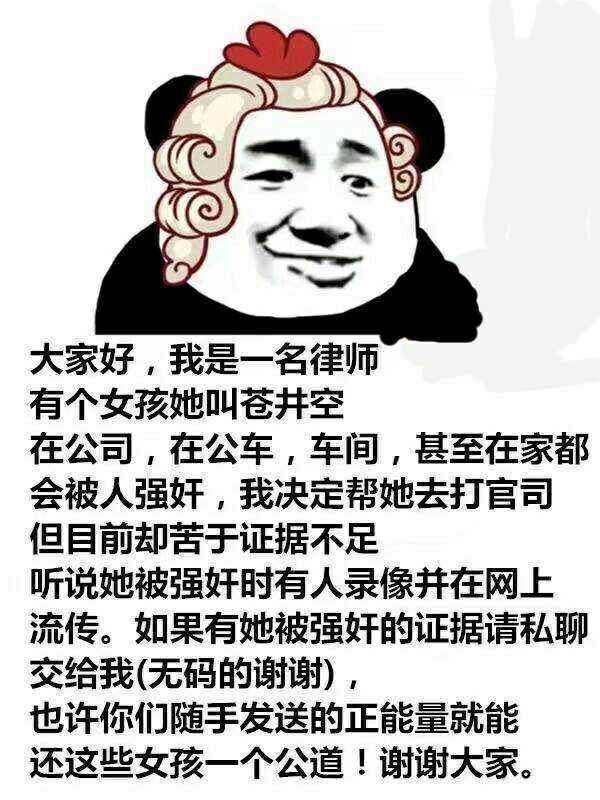 大家好，我是一名律师
有个女孩她叫苍井空
在公司，在公车，车间，甚至在家都
会被人强奸，我决定帮她去打官司
但目前却苦于证据不足
听说她被强奸时有人录像并在网上
流传。如果有她被强奸的证据请私聊
交给我(无码的谢谢)，
也许你们随手发送的正能量就能
还这些女孩一个公道！谢谢大家。